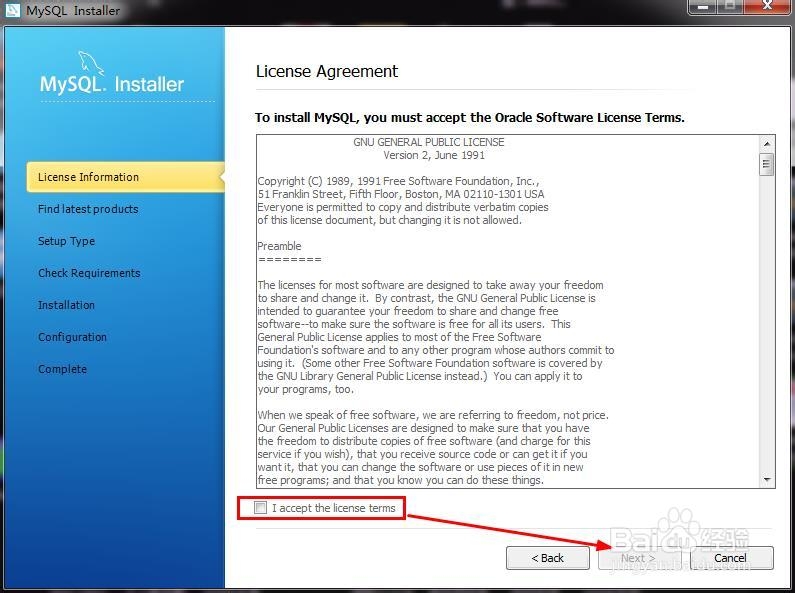 MySQL Installer
MySQL. Installer
License Information
Find latest products
Setup Type
Check Requirements
Installation
Configuration
Complete
License Agreement
To install MySQL, you must accept the Oracle Software License Terms.
GNU GENERAL PUBLIC LICENSE
Version 2, June 1991
Copyright (C) 1989, 1991 Free Software Foundation, Inc.,
51 Franklin Street, Fifth Floor, Boston, MA 02110-1301 USA
Everyone is permitted to copy and distribute verbatim copies
of this license document, but changing it is not allowed.
Preamble
========
The licenses for most software are designed to take away your freedom
to share and change it. By contrast, the GNU General Public License is
intended to guarantee your freedom to share and change free
software--to make sure the software is free for all its users. This
General Public License applies to most of the Free Software
Foundation's software and to any other program whose authors commit to
using it. (Some other Free Software Foundation software is covered by
the GNU Library General Public License instead.) You can apply it to
your programs, too.
When we speak of free software, we are referring to freedom, not price.
Our General Public Licenses are designed to make sure that you have
the freedom to distribute copies of free software (and charge for this
service if you wish), that you receive source code or can get it if you
want it, that you can change the software or use pieces of it in new
free programs; and that you know you can do these things.
I accept the license terms
Baidu经验
< Back
Next >
Cancel
jingyan.baidu.com